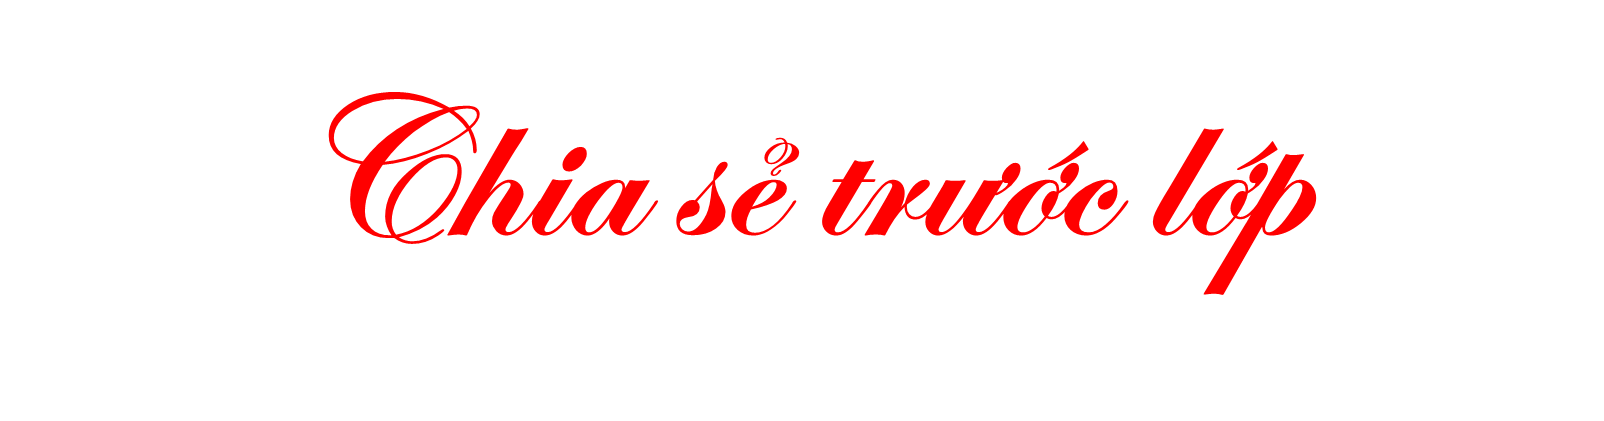 Chia sẻ trước lớp